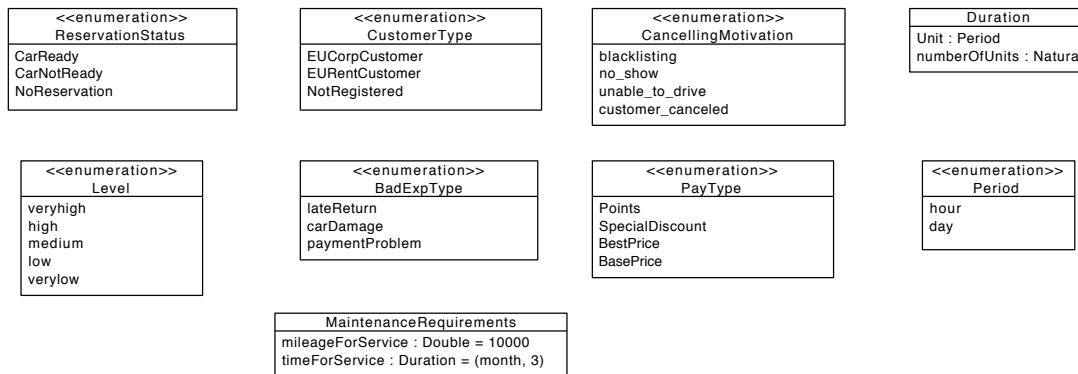 <<enumeration>>
ReservationStatus
CarReady
CarNotReady
NoReservation
<<enumeration>>
CustomerType
EUCorpCustomer
EURentCustomer
NotRegistered
<<enumeration>>
CancellingMotivation
blacklisting
no_show
unable_to_drive
customer_canceled
Duration
Unit : Period
numberOfUnits : Natura
<<enumeration>>
Level
veryhigh
high
medium
low
verylow
<<enumeration>>
BadExpType
lateReturn
carDamage
paymentProblem
<<enumeration>>
PayType
Points
SpecialDiscount
BestPrice
BasePrice
<<enumeration>>
Period
hour
day
MaintenanceRequirements
mileageForService : Double = 10000
timeForService : Duration = (month, 3)